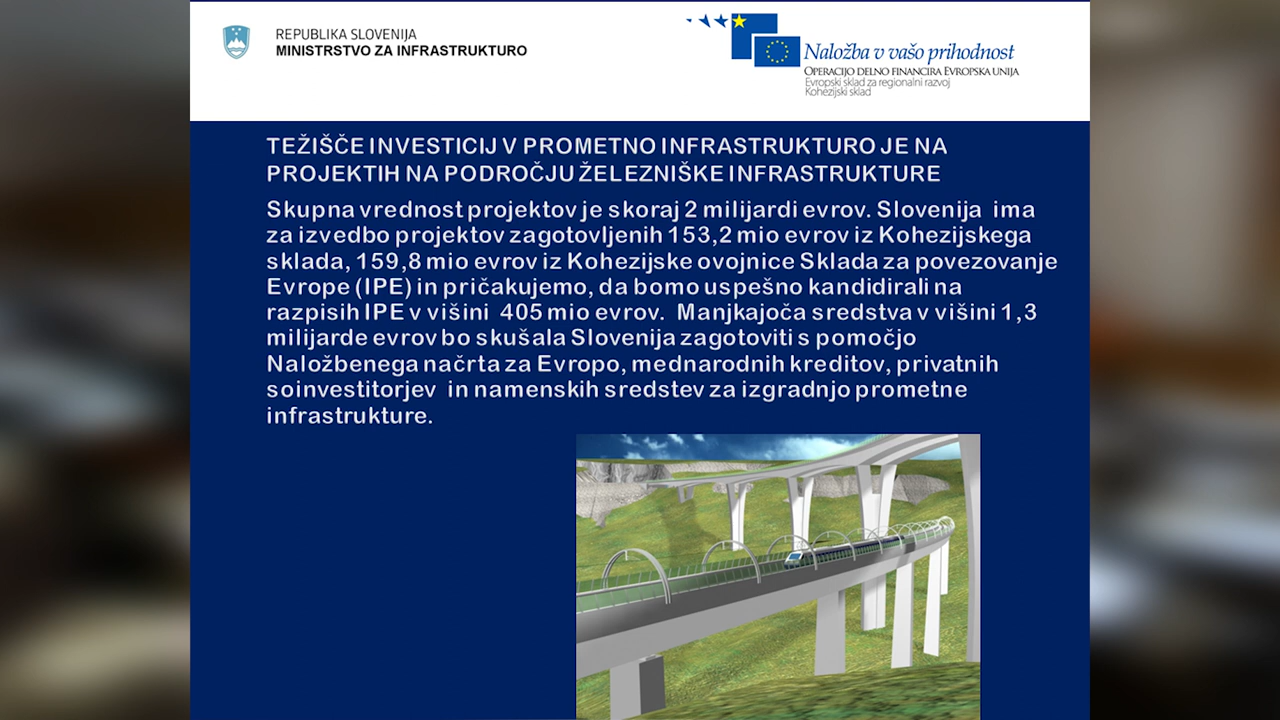 REPUBLIKA SLOVENIJA
MINISTRSTVO ZA INFRASTRUKTURO
Naložba v vašo prihodnost
OPERACIJO DELNO FINANCIRA EVROPSKA UNIJA
Evropski sklad za regionalni razvoj
Kohezijski sklad
TEŽIŠČE INVESTICIJ V PROMETNO INFRASTRUKTURO JE NA
PROJEKTIH NA PODROČJU ŽELEZNIŠKE INFRASTRUKTURE
Skupna vrednost projektov je skoraj 2 milijardi evrov. Slovenija ima
za izvedbo projektov zagotovljenih 153,2 mio evrov iz Kohezijskega
sklada, 159,8 mio evrov iz Kohezijske ovojnice Sklada za povezovanje
Evrope (IPE) in pričakujemo, da bomo uspešno kandidirali na
razpisih IPE v višini 405 mio evrov. Manjkajoča sredstva v višini 1,3
milijarde evrov bo skušala Slovenija zagotoviti s pomočjo
Naložbenega načrta za Evropo, mednarodnih kreditov, privatnih
soinvestitorjev in namenskih sredstev za izgradnjo prometne
infrastrukture.